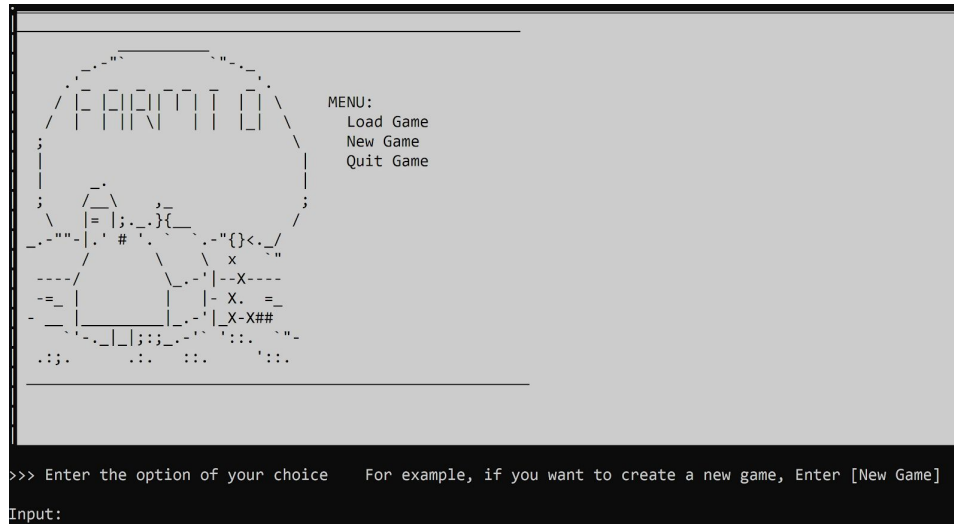 MENU:
Load Game
New Game
Quit Game
>>> Enter the option of your choice    For example, if you want to create a new game, Enter [New Game]
Input: